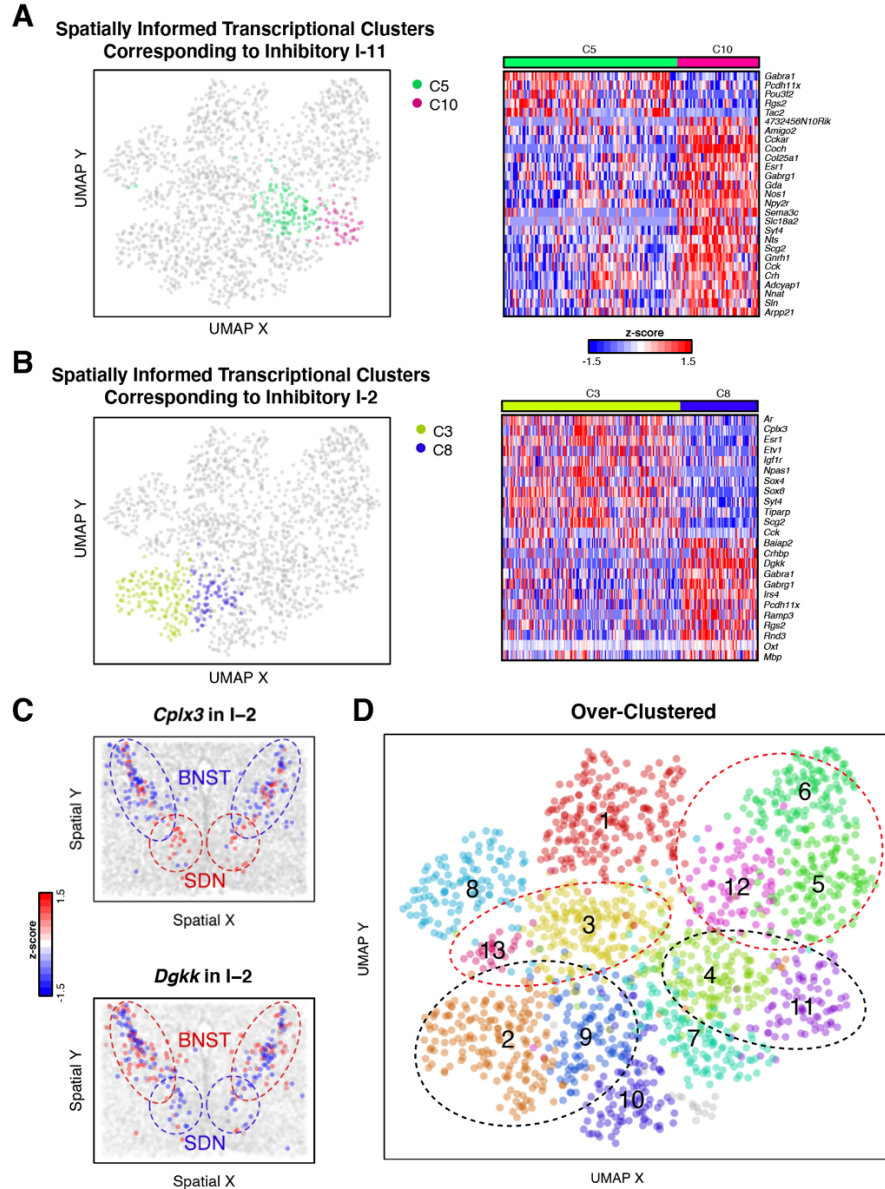 A
Spatially Informed Transcriptional Clusters
Corresponding to Inhibitory I-11
C5
C10
UMAP Y
UMAP X
C5
C10
Gabra1
Pcdh11x
Pou3f2
Rgs2
Tac2
4732456N10Rik
Amigo2
Cckar
Coch
Col25a1
Esr1
Gabrg1
Gda
Nos1
Npy2r
Sema3c
Slc18a2
Syt4
Nts
Scg2
Gnrh1
Cck
Crh
Adcyap1
Nnat
Sln
Arpp21
z-score
-1.5
1.5
B
Spatially Informed Transcriptional Clusters
Corresponding to Inhibitory I-2
C3
C8
UMAP Y
UMAP X
C3
C8
Ar
Cplx3
Esr1
Etv1
Igf1r
Npas1
Sox4
Sox6
Syt4
Tiparp
Scg2
Cck
Baiap2
Crhbp
Dgkk
Gabra1
Gabrg1
Irs4
Pcdh11x
Ramp3
Rgs2
Rnd3
Oxt
Mbp
C
Cplx3 in I–2
BNST
SDN
Spatial Y
Spatial X
1.5
z-score
-1.5
Dgkk in I–2
BNST
SDN
Spatial Y
Spatial X
D
Over-Clustered
1
6
12
5
8
3
13
4
11
2
9
7
10
UMAP Y
UMAP X